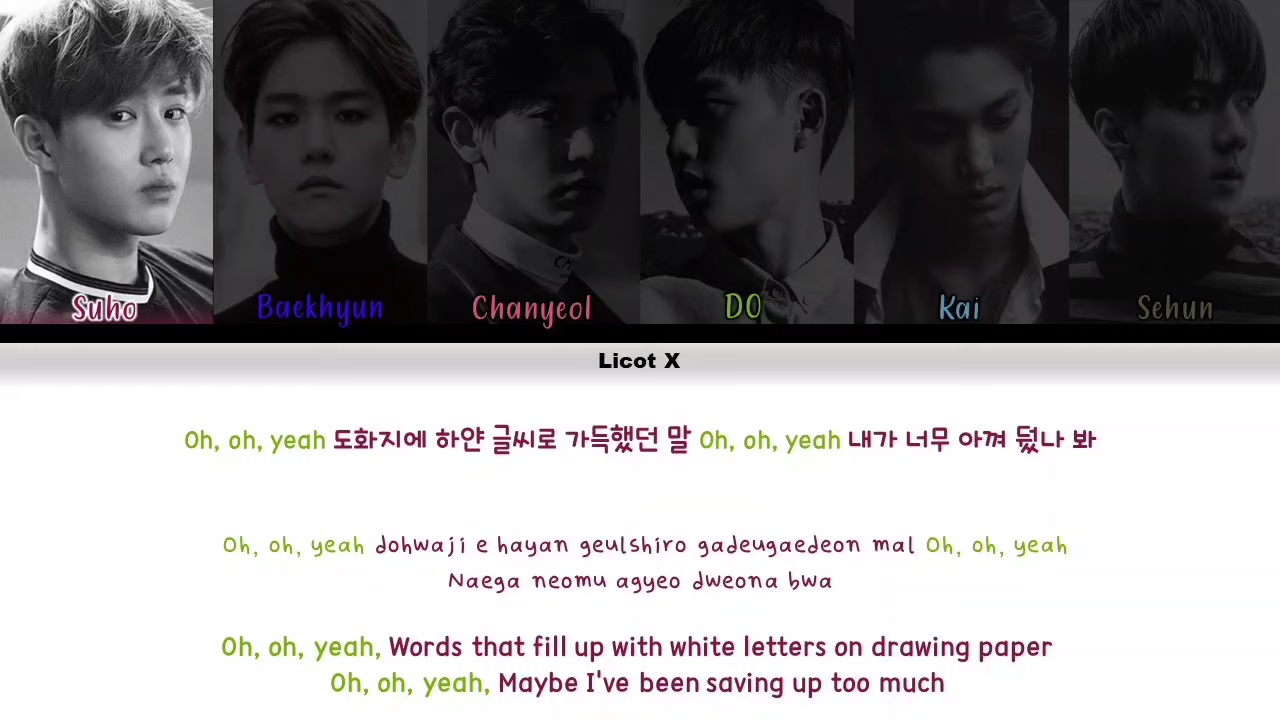 Suho Baekhyun Chanyeol DO Kai Sehun
Licot X
Oh, oh, yeah 도화지에 하얀 글씨로 가득했던 말 Oh, oh, yeah 내가 너무 아껴 뒀나 봐
Oh, oh, yeah dohwaji e hayan geulshiro gadeugaedeon mal Oh, oh, yeah
Naega neomu agyeo dweona bwa
Oh, oh, yeah, Words that fill up with white letters on drawing paper
Oh, oh, yeah, Maybe I've been saving up too much